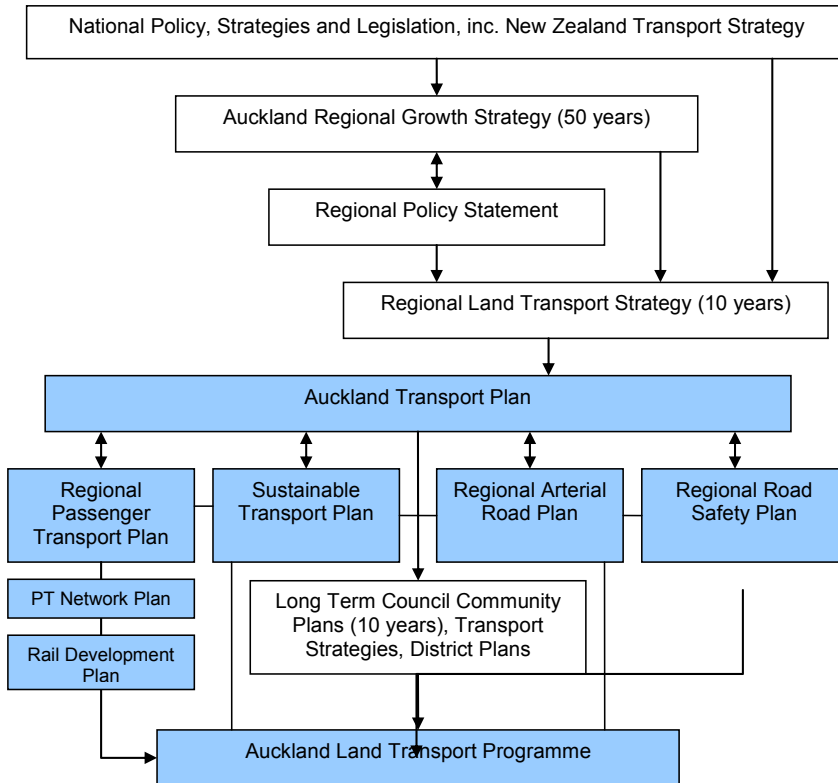 National Policy, Strategies and Legislation, inc. New Zealand Transport Strategy
Auckland Regional Growth Strategy (50 years)
Regional Policy Statement
Regional Land Transport Strategy (10 years)
Auckland Transport Plan
Regional
Passenger
Transport Plan
Sustainable
Transport Plan
Regional Arterial
Road Plan
Regional Road
Safety Plan
PT Network Plan
Rail Development
Plan
Long Term Council Community
Plans (10 years), Transport
Strategies, District Plans
Auckland Land Transport Programme